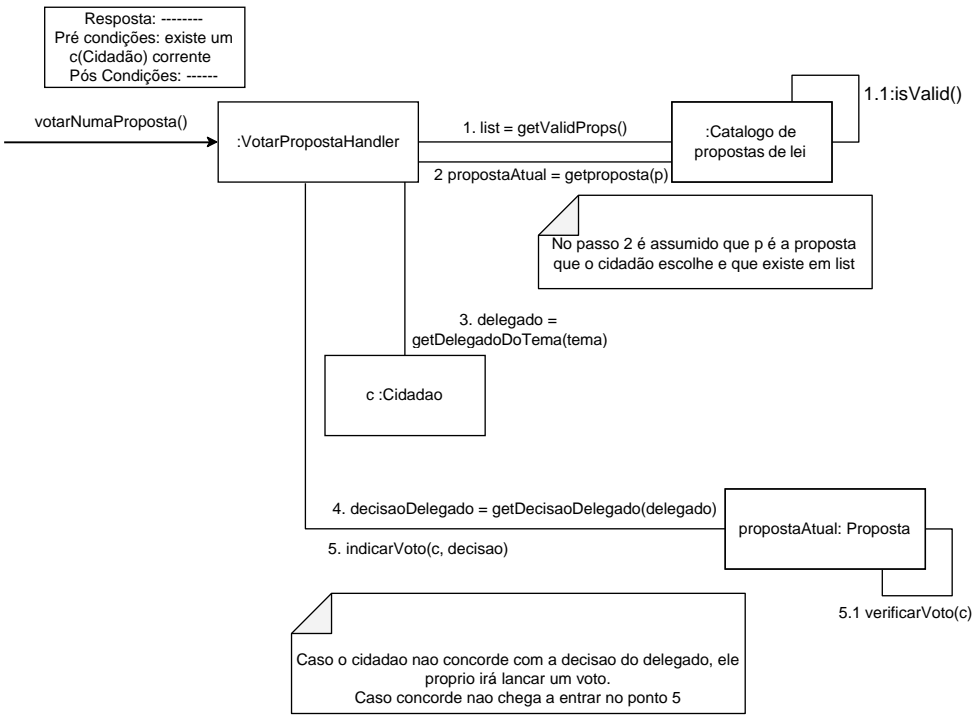 Resposta: --------
Pré condições: existe um
c(Cidadão) corrente
Pós Condições: ------
votarNumaProposta()
:VotarPropostaHandler
1. list = getValidProps()
2 propostaAtual = getproposta(p)
:Catalogo de
propostas de lei
1.1:isValid()
No passo 2 é assumido que p é a proposta
que o cidadão escolhe e que existe em list
3. delegado =
getDelegadoDoTema(tema)
c :Cidadao
4. decisaoDelegado = getDecisaoDelegado(delegado)
5. indicarVoto(c, decisao)
propostaAtual: Proposta
5.1 verificarVoto(c)
Caso o cidadao nao concorde com a decisao do delegado, ele
proprio irá lancar um voto.
Caso concorde nao chega a entrar no ponto 5